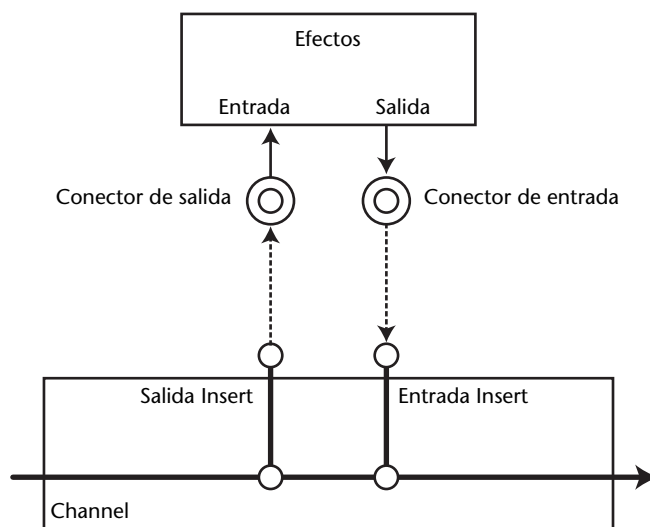 Efectos
Entrada Salida
Conector de salida Conector de entrada
Salida Insert Entrada Insert
Channel